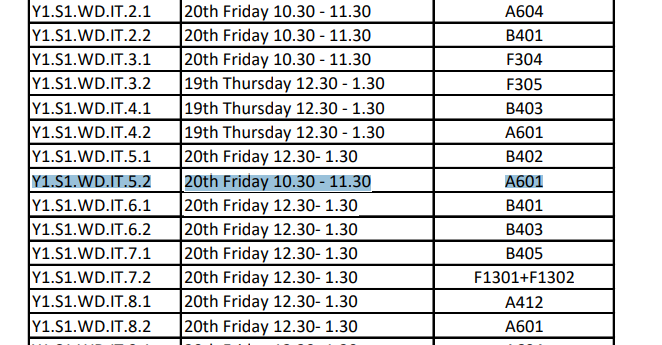 Y1.S1.WD.IT.2.1 20th Friday 10.30 - 11.30 A604
Y1.S1.WD.IT.2.2 20th Friday 10.30 - 11.30 B401
Y1.S1.WD.IT.3.1 20th Friday 10.30 - 11.30 F304
Y1.S1.WD.IT.3.2 19th Thursday 12.30 - 1.30 F305
Y1.S1.WD.IT.4.1 19th Thursday 12.30 - 1.30 B403
Y1.S1.WD.IT.4.2 19th Thursday 12.30 - 1.30 A601
Y1.S1.WD.IT.5.1 20th Friday 12.30- 1.30 B402
Y1.S1.WD.IT.5.2 20th Friday 10.30 - 11.30 A601
Y1.S1.WD.IT.6.1 20th Friday 12.30- 1.30 B401
Y1.S1.WD.IT.6.2 20th Friday 12.30- 1.30 B403
Y1.S1.WD.IT.7.1 20th Friday 12.30- 1.30 B405
Y1.S1.WD.IT.7.2 20th Friday 12.30- 1.30 F1301+F1302
Y1.S1.WD.IT.8.1 20th Friday 12.30- 1.30 A412
Y1.S1.WD.IT.8.2 20th Friday 12.30- 1.30 A601